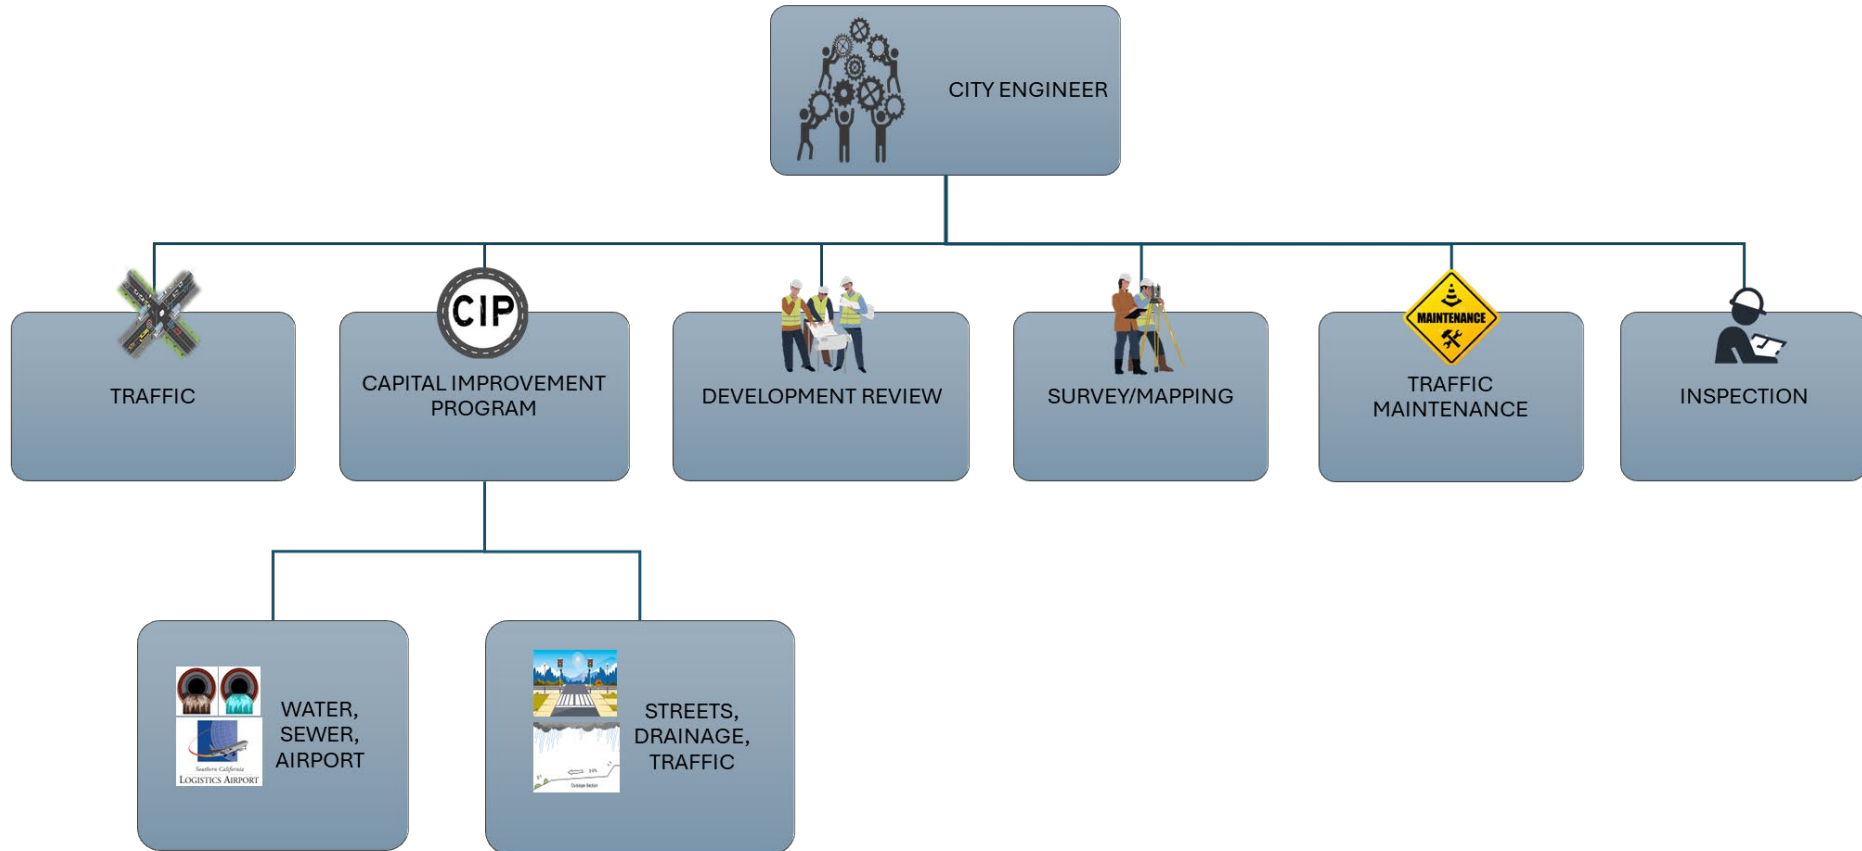 CITY ENGINEER
TRAFFIC
CIP
CAPITAL IMPROVEMENT
PROGRAM
DEVELOPMENT REVIEW
SURVEY/MAPPING
MAINTENANCE
TRAFFIC
MAINTENANCE
INSPECTION
WATER,
SEWER,
AIRPORT
Southern California
LOGISTICS AIRPORT
STREETS,
DRAINAGE,
TRAFFIC